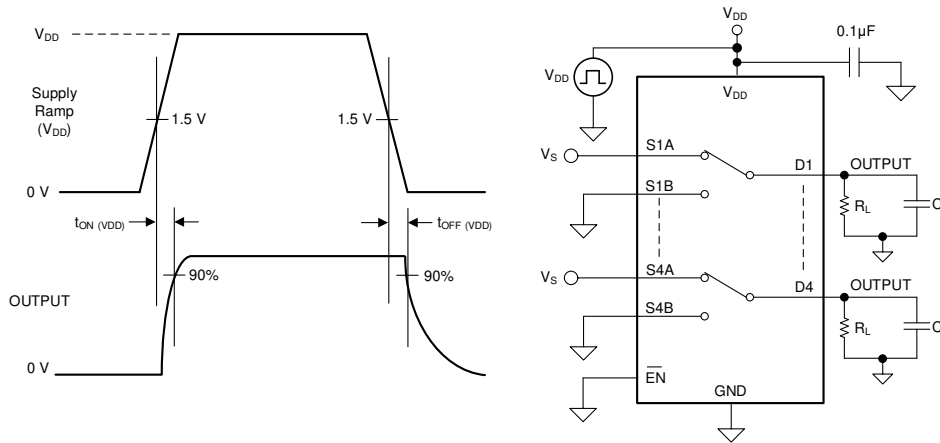 VDD
Supply
Ramp
(VDD)
1.5 V
1.5 V
0 V
tON (VDD)
tOFF (VDD)
90%
90%
OUTPUT
0 V
VDD
0.1µF
VDD
VDD
VS
S1A
D1
OUTPUT
S1B
RL
C
VS
S4A
D4
OUTPUT
S4B
RL
C
EN
GND